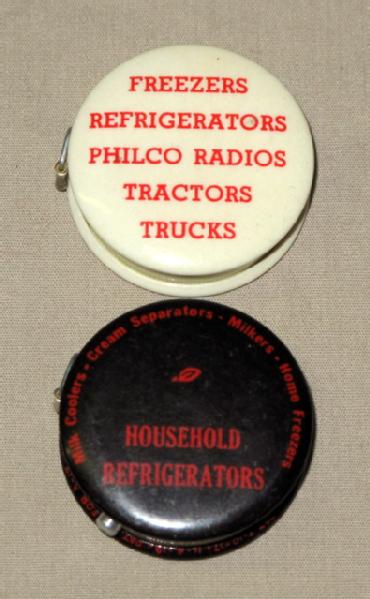 FREEZERS
REFRIGERATORS
PHILCO RADIOS
TRACTORS
TRUCKS
Milk Coolers - Cream Separators - Milkers - Home Freezers
HOUSEHOLD
REFRIGERATORS